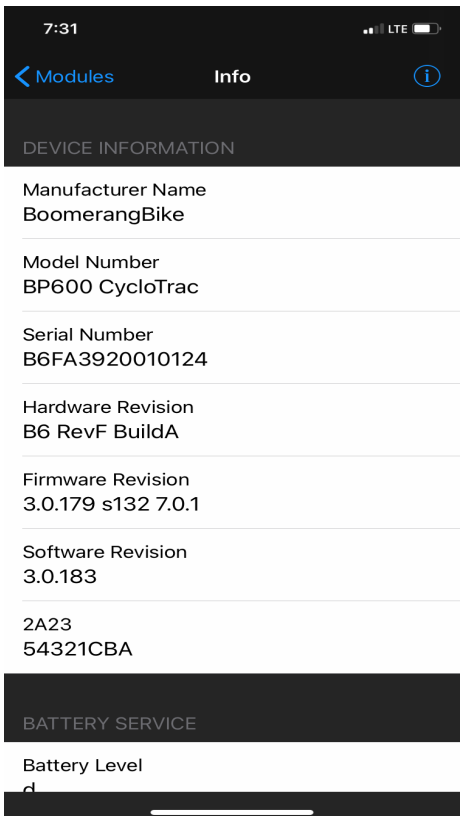 7:31
LTE
Modules
Info
DEVICE INFORMATION
Manufacturer Name
BoomerangBike
Model Number
BP600 CycloTrac
Serial Number
B6FA3920010124
Hardware Revision
B6 RevF BuildA
Firmware Revision
3.0.179 s132 7.0.1
Software Revision
3.0.183
2A23
54321CBA
BATTERY SERVICE
Battery Level
d